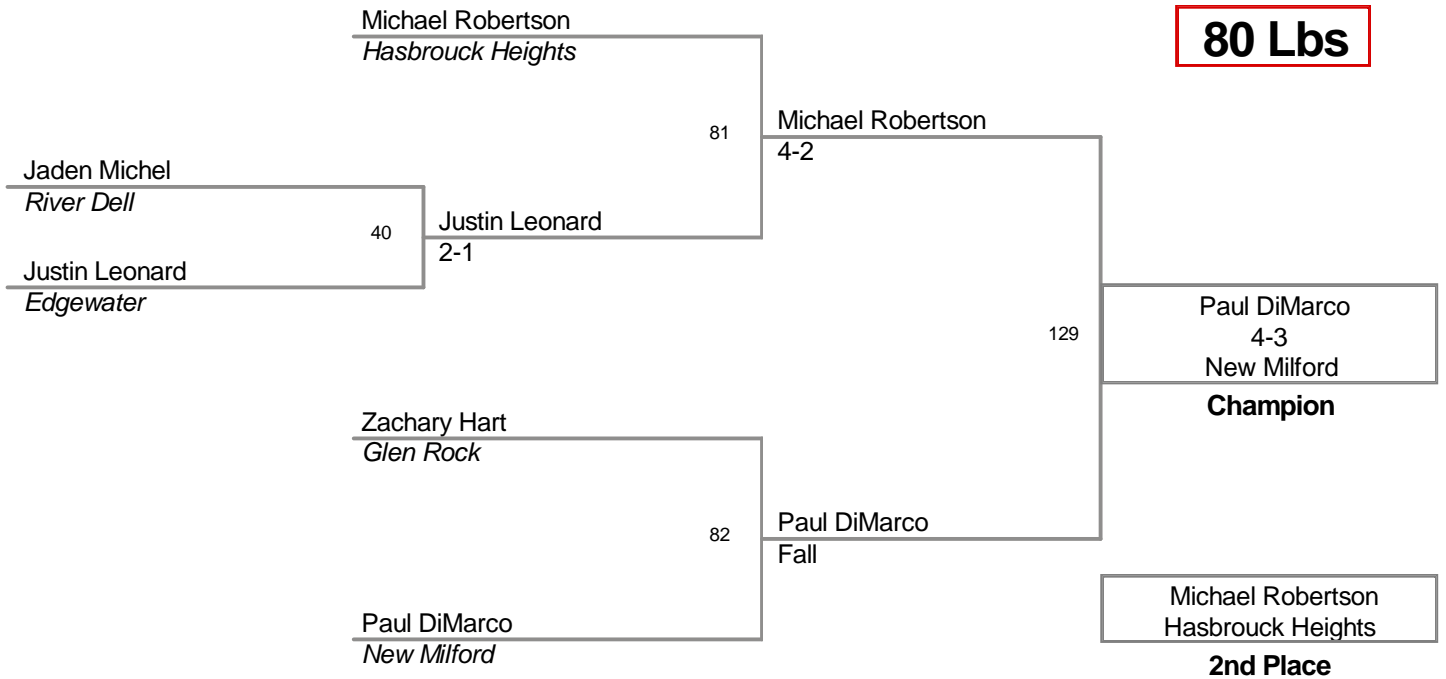 Michael Robertson
Hasbrouck Heights
80 Lbs
81
Michael Robertson
4-2
Jaden Michel
River Dell
40
Justin Leonard
2-1
Justin Leonard
Edgewater
129
Paul DiMarco
4-3
New Milford
Champion
Zachary Hart
Glen Rock
82
Paul DiMarco
Fall
Paul DiMarco
New Milford
Michael Robertson
Hasbrouck Heights
2nd Place